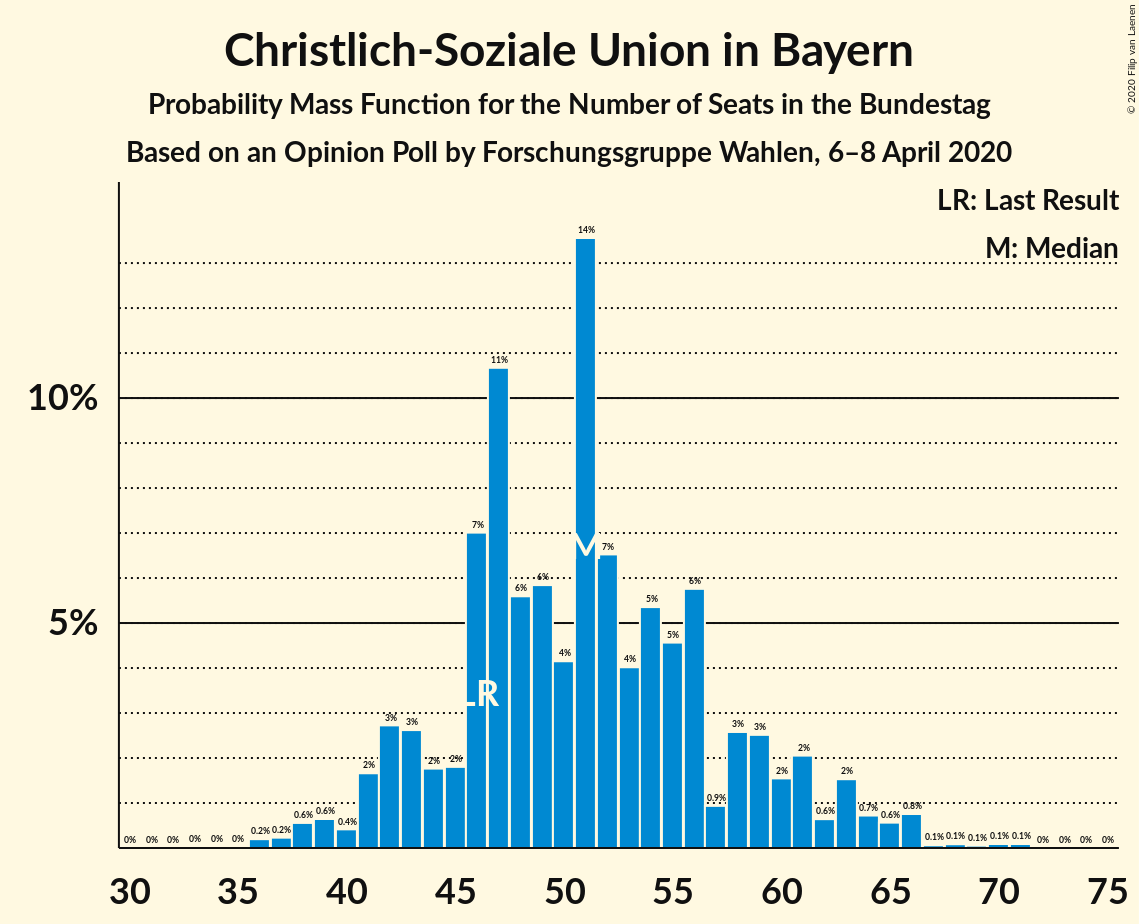 Christlich-Soziale Union in Bayern
Probability Mass Function for the Number of Seats in the Bundestag
Based on an Opinion Poll by Forschungsgruppe Wahlen, 6–8 April 2020
© 2020 Filip van Laenen
LR: Last Result
M: Median
10%
5%
0% 0% 0% 0% 0% 0% 0.2% 0.2% 0.6% 0.6% 0.4% 2% 3% 3% 2% 2% 7% 11% 6% 6% 4% 14% 7% 4% 5% 5% 6% 0.9% 3% 3% 2% 2% 0.6% 2% 0.7% 0.6% 0.8% 0.1% 0.1% 0.1% 0.1% 0.1% 0% 0% 0% 0%
M
LR
30 35 40 45 50 55 60 65 70 75